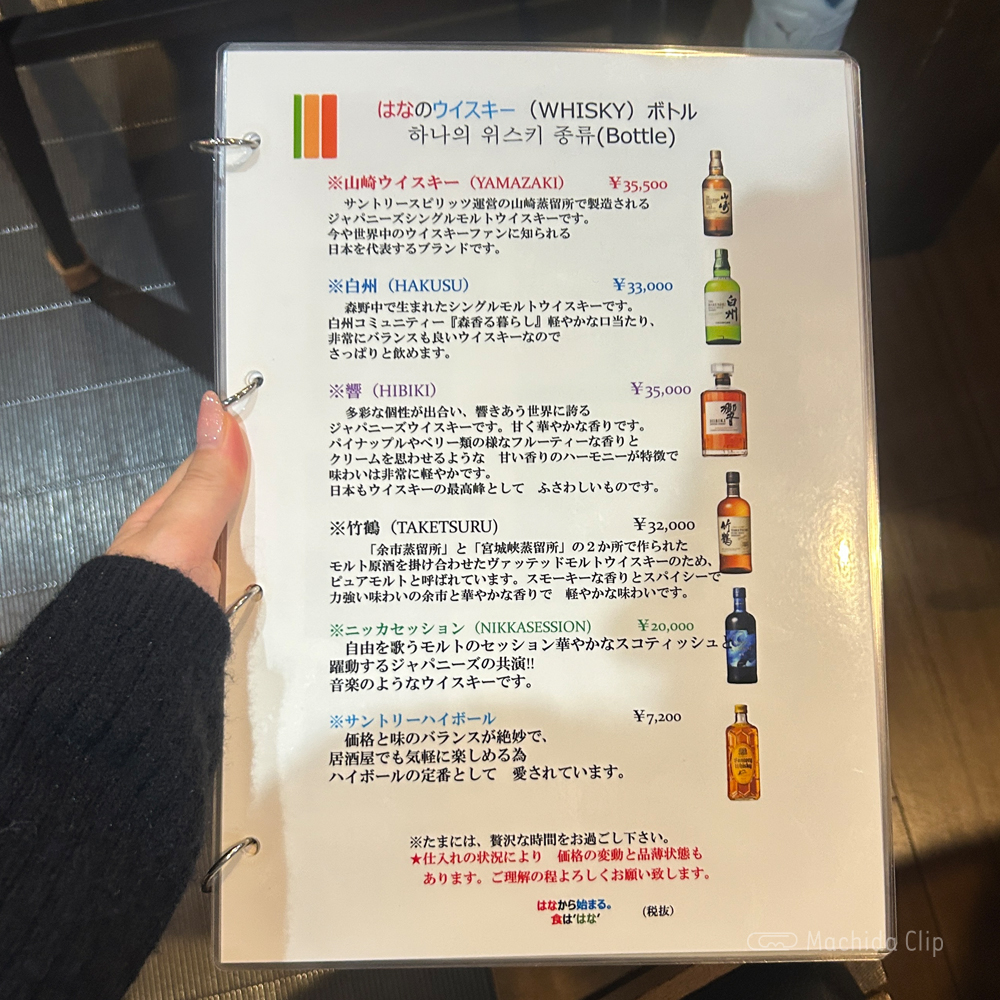 はなのウイスキー（WHISKY）ボトル
하나의 위스키 종류(Bottle)
※山崎ウイスキー（YAMAZAKI） ￥35,500
サントリースピリッツ運営の山崎蒸留所で製造される
ジャパニーズシングルモルトウイスキーです。
今や世界中のウイスキーファンに知られる
日本を代表するブランドです。
※白州（HAKUSU） ￥33,000
森野中で生まれたシングルモルトウイスキーです。
白州コミュニティー『森香る暮らし』軽やかな口当たり、
非常にバランスも良いウイスキーなので
さっぱりと飲めます。
※響（HIBIKI） ￥35,000
多彩な個性が出合い、響きあう世界に誇る
ジャパニーズウイスキーです。甘く華やかな香りです。
パイナップルやベリー類の様なフルーティーな香りと
クリームを思わせるような　甘い香りのハーモニーが特徴で
味わいは非常に軽やかです。
日本もウイスキーの最高峰として　ふさわしいものです。
※竹鶴（TAKETSURU） ￥32,000
「余市蒸留所」と「宮城峡蒸留所」の２か所で作られた
モルト原酒を掛け合わせたヴァッテッドモルトウイスキーのため、
ピュアモルトと呼ばれています。スモーキーな香りとスパイシーで
力強い味わいの余市と華やかな香りで　軽やかな味わいです。
※ニッカセッション（NIKKASESSION） ￥20,000
自由を歌うモルトのセッション華やかなスコティッシュと
躍動するジャパニーズの共演!!
音楽のようなウイスキーです。
※サントリーハイボール ￥7,200
価格と味のバランスが絶妙で、
居酒屋でも気軽に楽しめる為
ハイボールの定番として　愛されています。
※たまには、贅沢な時間をお過ごし下さい。
★仕入れの状況により　価格の変動と品薄状態も
あります。ご理解の程よろしくお願い致します。
はなから始まる。
食は'はな' （税抜）
山崎
白州
響
竹鶴
Machida Clip